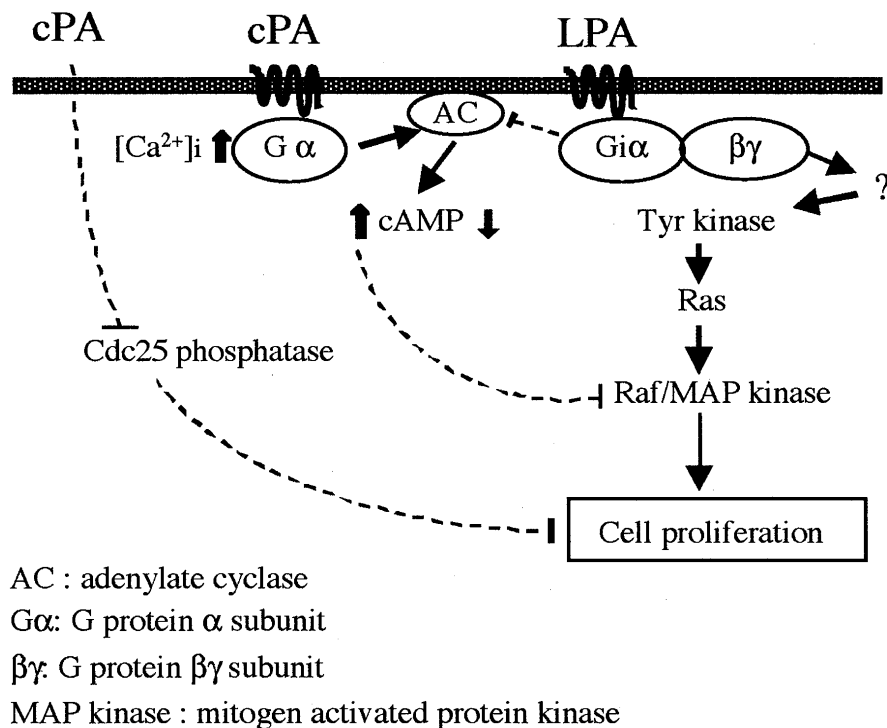 cPA
cPA
LPA
AC
[Ca²⁺]i
G α
Giα
βγ
?
cAMP
Tyr kinase
Ras
Cdc25 phosphatase
Raf/MAP kinase
Cell proliferation
AC : adenylate cyclase
Gα: G protein α subunit
βγ: G protein βγ subunit
MAP kinase : mitogen activated protein kinase